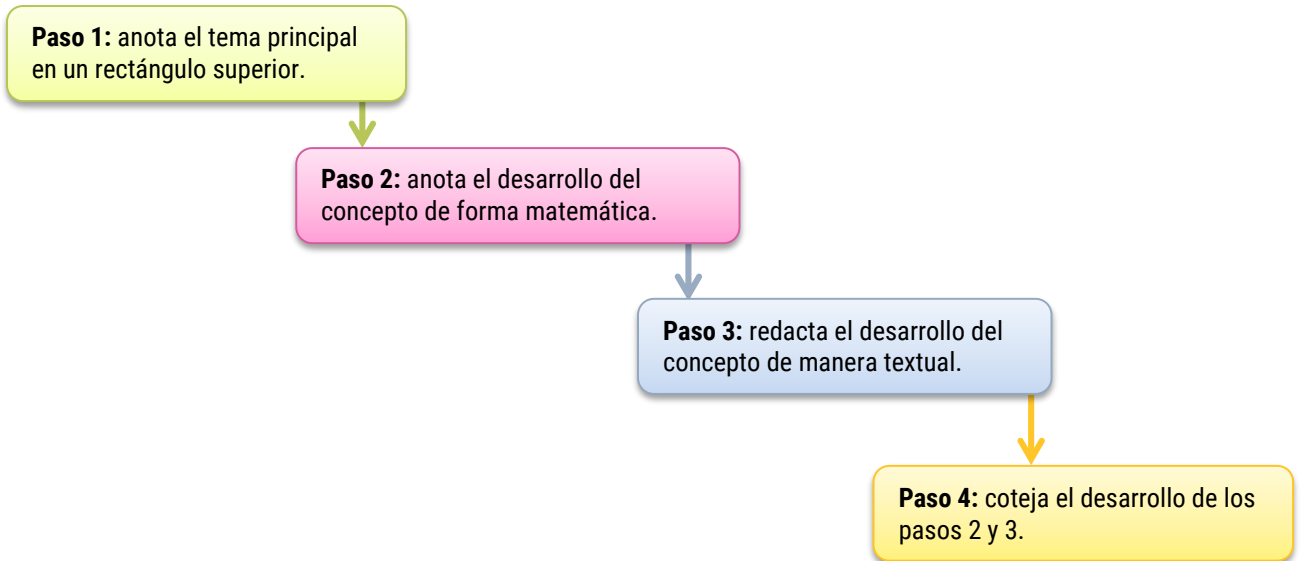 Paso 1: anota el tema principal
en un rectángulo superior.
Paso 2: anota el desarrollo del
concepto de forma matemática.
Paso 3: redacta el desarrollo del
concepto de manera textual.
Paso 4: coteja el desarrollo de los
pasos 2 y 3.